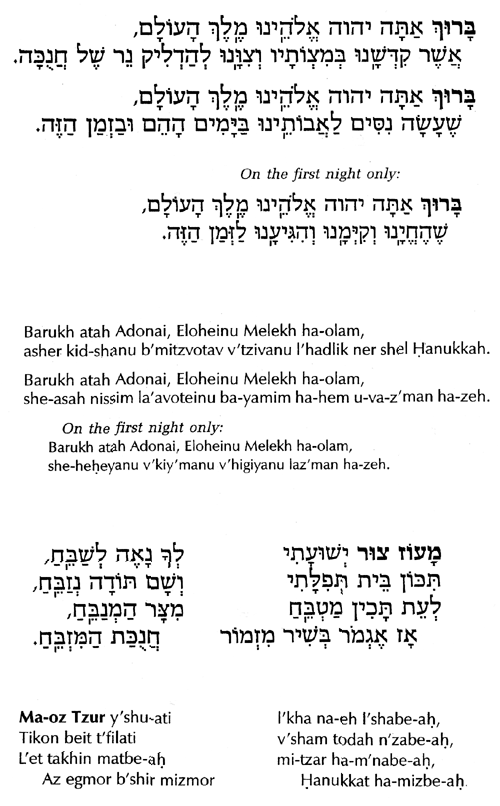 בָּרוּךְ אַתָּה יהוה אֱלֹהֵינוּ מֶלֶךְ הָעוֹלָם,
אֲשֶׁר קִדְּשָׁנוּ בְּמִצְוֹתָיו וְצִוָּנוּ לְהַדְלִיק נֵר שֶׁל חֲנֻכָּה.
בָּרוּךְ אַתָּה יהוה אֱלֹהֵינוּ מֶלֶךְ הָעוֹלָם,
שֶׁעָשָׂה נִסִּים לַאֲבוֹתֵינוּ בַּיָּמִים הָהֵם וּבַזְּמַן הַזֶּה.
On the first night only:
בָּרוּךְ אַתָּה יהוה אֱלֹהֵינוּ מֶלֶךְ הָעוֹלָם,
שֶׁהֶחֱיָנוּ וְקִיְּמָנוּ וְהִגִּיעָנוּ לַזְּמַן הַזֶּה.
Barukh atah Adonai, Eloheinu Melekh ha-olam,
asher kid-shanu b'mitzvotav v'tzivanu l'hadlik ner shel Ḥanukkah.
Barukh atah Adonai, Eloheinu Melekh ha-olam,
she-asah nissim la'avoteinu ba-yamim ha-hem u-va-z'man ha-zeh.
On the first night only:
Barukh atah Adonai, Eloheinu Melekh ha-olam,
she-heḥeyanu v'kiy'manu v'higiyanu laz'man ha-zeh.
מָעוֹז צוּר יְשׁוּעָתִי לְךָ נָאֶה לְשַׁבֵּחַ,
תִּכּוֹן בֵּית תְּפִלָּתִי וְשָׁם תּוֹדָה נְזַבֵּחַ,
לְעֵת תָּכִין מַטְבֵּחַ מִצָּר הַמְנַבֵּחַ,
אָז אֶגְמֹר בְּשִׁיר מִזְמוֹר חֲנֻכַּת הַמִּזְבֵּחַ.
Ma-oz Tzur y'shu-ati l'kha na-eh l'shabe-aḥ,
Tikon beit t'filati v'sham todah n'zabe-aḥ,
L'et takhin matbe-aḥ mi-tzar ha-m'nabe-aḥ,
Az egmor b'shir mizmor Ḥanukkat ha-mizbe-aḥ.